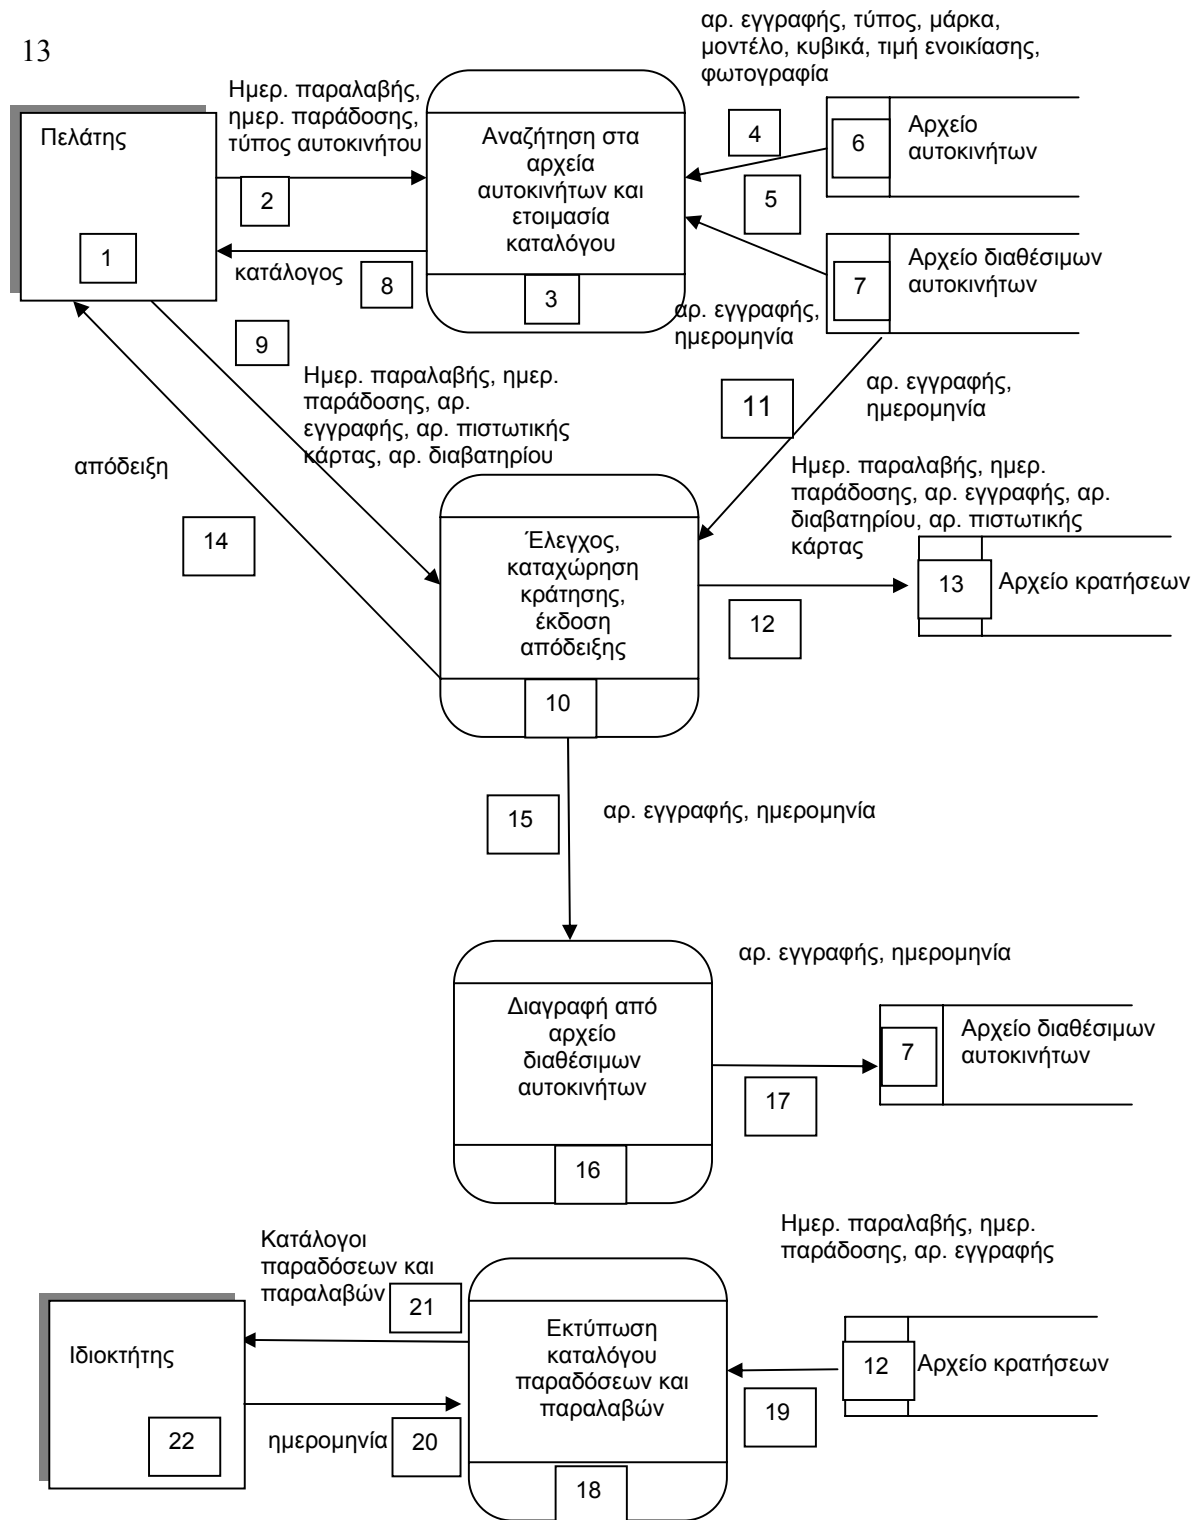 13
αρ. εγγραφής, τύπος, μάρκα,
μοντέλο, κυβικά, τιμή ενοικίασης,
φωτογραφία
Ημερ. παραλαβής,
ημερ. παράδοσης,
τύπος αυτοκινήτου
Πελάτης
1
2
Αναζήτηση στα
αρχεία
αυτοκινήτων και
ετοιμασία
καταλόγου
3
4
5
6
Αρχείο
αυτοκινήτων
7
Αρχείο διαθέσιμων
αυτοκινήτων
κατάλογος
8
αρ. εγγραφής,
ημερομηνία
9
Ημερ. παραλαβής, ημερ.
παράδοσης, αρ.
εγγραφής, αρ. πιστωτικής
κάρτας, αρ. διαβατηρίου
11
αρ. εγγραφής,
ημερομηνία
απόδειξη
14
Ημερ. παραλαβής, ημερ.
παράδοσης, αρ. εγγραφής, αρ.
διαβατηρίου, αρ. πιστωτικής
κάρτας
Έλεγχος,
καταχώρηση
κράτησης,
έκδοση
απόδειξης
10
12
13
Αρχείο κρατήσεων
15
αρ. εγγραφής, ημερομηνία
αρ. εγγραφής, ημερομηνία
Διαγραφή από
αρχείο
διαθέσιμων
αυτοκινήτων
16
17
7
Αρχείο διαθέσιμων
αυτοκινήτων
Ημερ. παραλαβής, ημερ.
παράδοσης, αρ. εγγραφής
Κατάλογοι
παραδόσεων και
παραλαβών
21
Ιδιοκτήτης
22
ημερομηνία
20
Εκτύπωση
καταλόγου
παραδόσεων και
παραλαβών
18
19
12
Αρχείο κρατήσεων